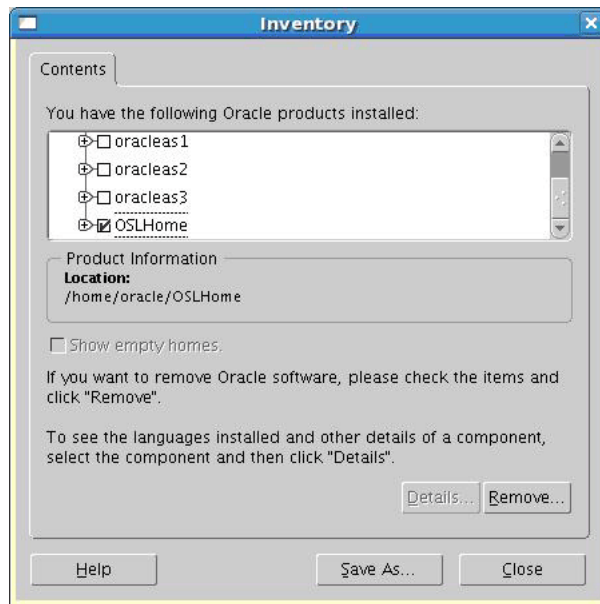 Inventory
Contents
You have the following Oracle products installed:
oracleas1
oracleas2
oracleas3
OSLHome
Product Information
Location:
/home/oracle/OSLHome
Show empty homes.
If you want to remove Oracle software, please check the items and
click "Remove".
To see the languages installed and other details of a component,
select the component and then click "Details".
Details... Remove...
Help Save As... Close